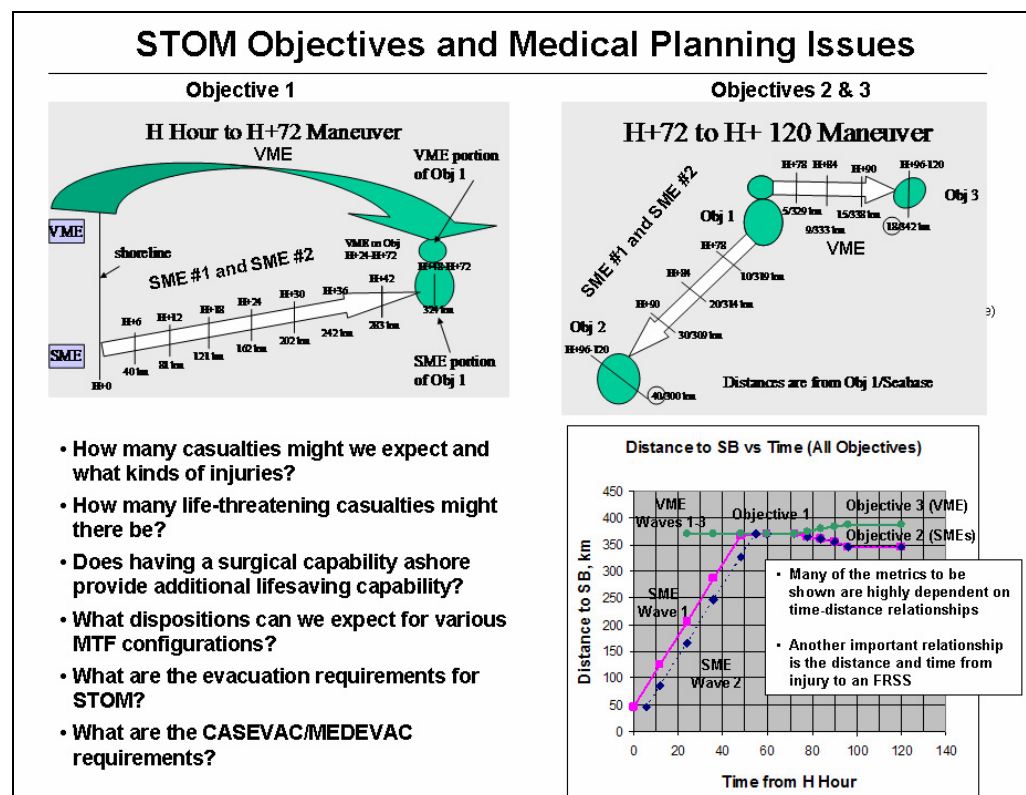 STOM Objectives and Medical Planning Issues
Objective 1
H Hour to H+72 Maneuver
VME
VME portion
of Obj 1
VME
shoreline
SME #1 and SME #2
VME on Obj
H+24-H+72
H+48-H+72
H+42
H+36
H+30
H+24
H+18
H+12
H+6
324 km
283 km
242 km
202 km
162 km
121 km
81 km
40 km
SME
H+0
SME portion
of Obj 1
Objectives 2 & 3
H+72 to H+ 120 Maneuver
SME #1 and SME #2
H+78
H+84
H+90
H+96-120
Obj 3
Obj 1
5/329 km
9/333 km
15/338 km
18/342 km
VME
H+78
10/319 km
H+84
20/314 km
H+90
30/309 km
Obj 2
H+96-120
40/300 km
Distances are from Obj 1/Seabase
e)
• How many casualties might we expect and
what kinds of injuries?
• How many life-threatening casualties might
there be?
• Does having a surgical capability ashore
provide additional lifesaving capability?
• What dispositions can we expect for various
MTF configurations?
• What are the evacuation requirements for
STOM?
• What are the CASEVAC/MEDEVAC
requirements?
Distance to SB vs Time (All Objectives)
Distance to SB, km
450
400
350
300
250
200
150
100
50
0
VME
Waves 1-3
Objective 1
Objective 3 (VME)
Objective 2 (SMEs)
SME
Wave 1
SME
Wave 2
• Many of the metrics to be
shown are highly dependent on
time-distance relationships
• Another important relationship
is the distance and time from
injury to an FRSS
0 20 40 60 80 100 120 140
Time from H Hour